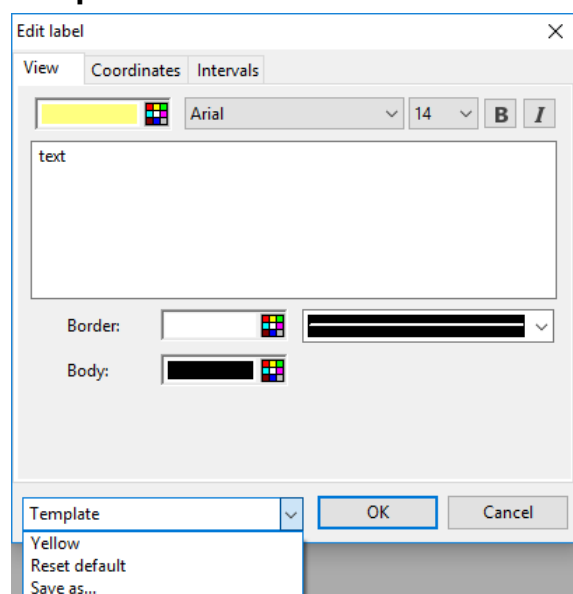 Edit label
View Coordinates Intervals
Arial 14 B I
text
Border:
Body:
Template OK Cancel
Yellow
Reset default
Save as...